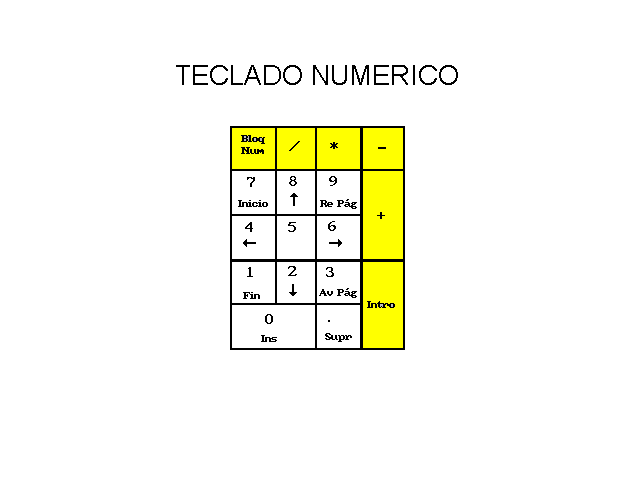 TECLADO NUMERICO
Bloq
Num
/
*
-
7
Inicio
8
↑
9
Re Pág
+
4
←
5
6
→
1
Fin
2
↓
3
Av Pág
Intro
0
Ins
.
Supr